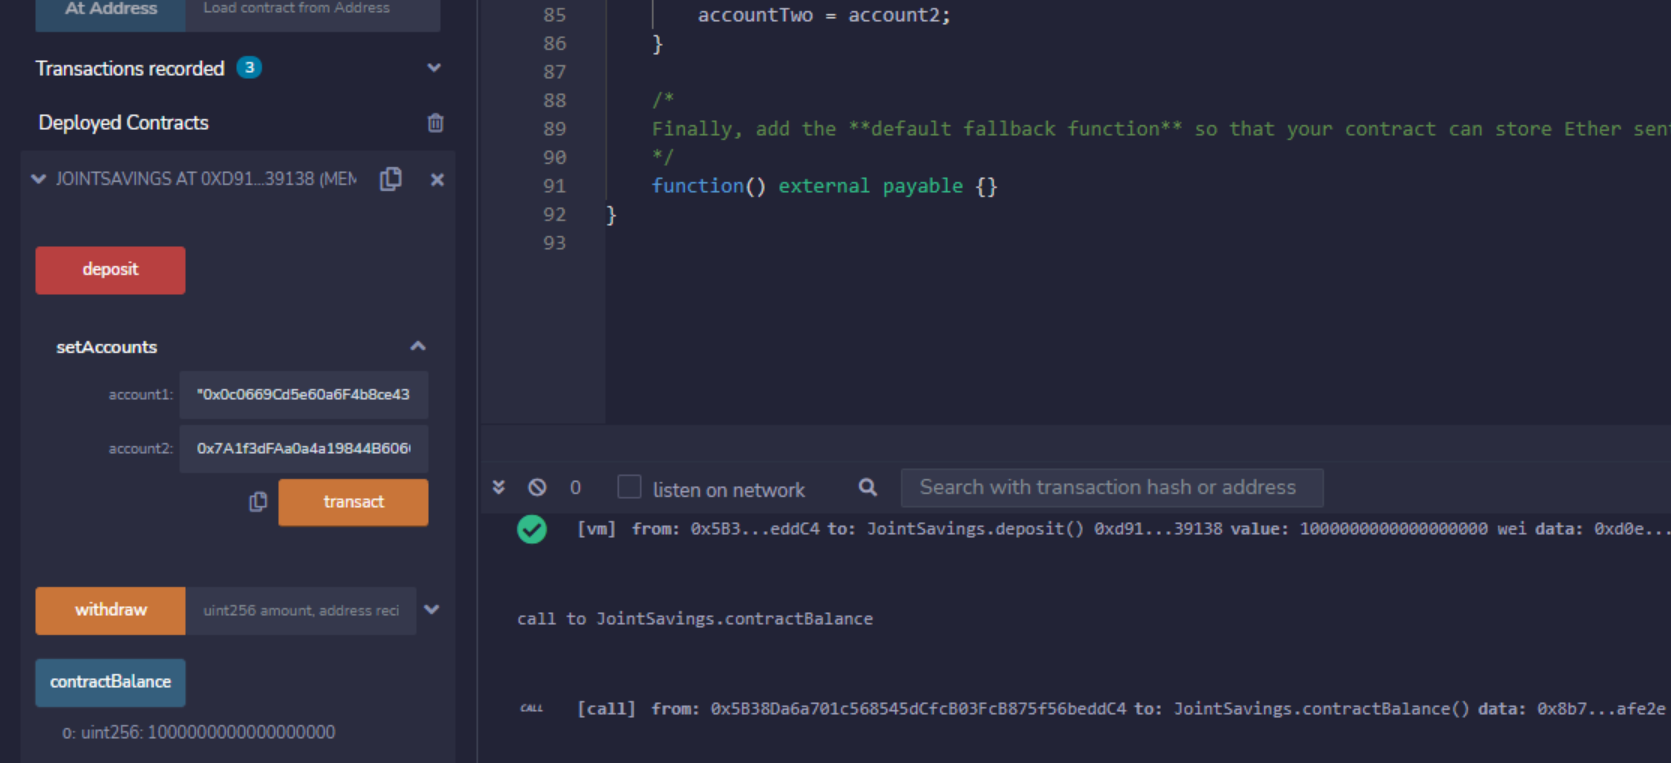 At Address Load contract from Address
Transactions recorded 3
Deployed Contracts
JOINTSAVINGS AT 0XD91...39138 (MEM
deposit
setAccounts
account1: "0x0c0669Cd5e60a6F4b8ce43
account2: 0x7A1f3dFAa0a4a19844B606
transact
withdraw uint256 amount, address reci
contractBalance
0: uint256: 1000000000000000000
85 accountTwo = account2;
86 }
87
88 /*
89 Finally, add the **default fallback function** so that your contract can store Ether sen
90 */
91 function() external payable {}
92 }
93
0 listen on network Search with transaction hash or address
[vm] from: 0x5B3...eddC4 to: JointSavings.deposit() 0xd91...39138 value: 1000000000000000000 wei data: 0xd0e...
call to JointSavings.contractBalance
CALL [call] from: 0x5B38Da6a701c568545dCfcB03FcB875f56beddC4 to: JointSavings.contractBalance() data: 0x8b7...afe2e